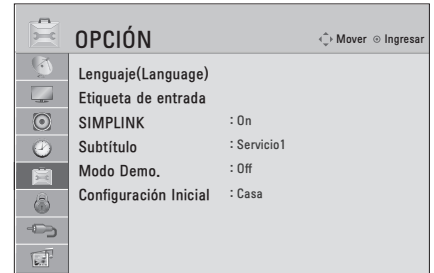 OPCIÓN Mover Ingresar
Lenguaje(Language)
Etiqueta de entrada
SIMPLINK : On
Subtítulo : Servicio1
Modo Demo. : Off
Configuración Inicial : Casa